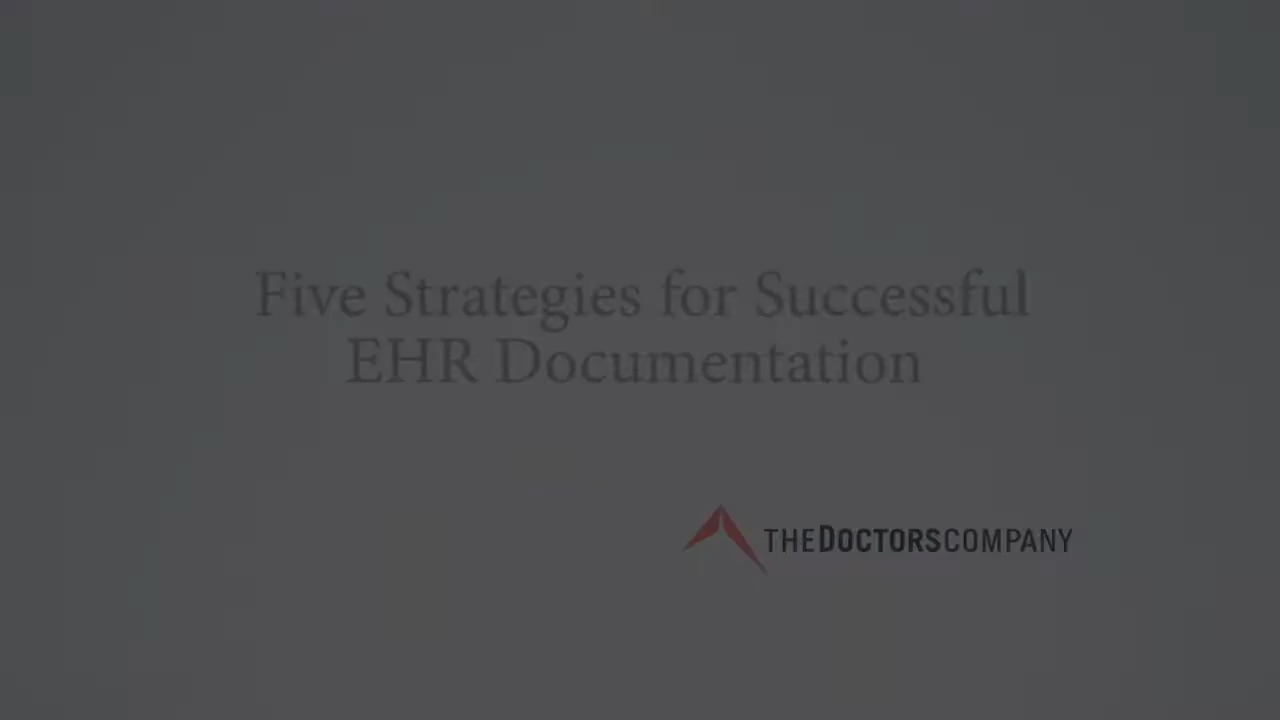 Five Strategies for Successful
EHR Documentation
THEDOCTORSCOMPANY